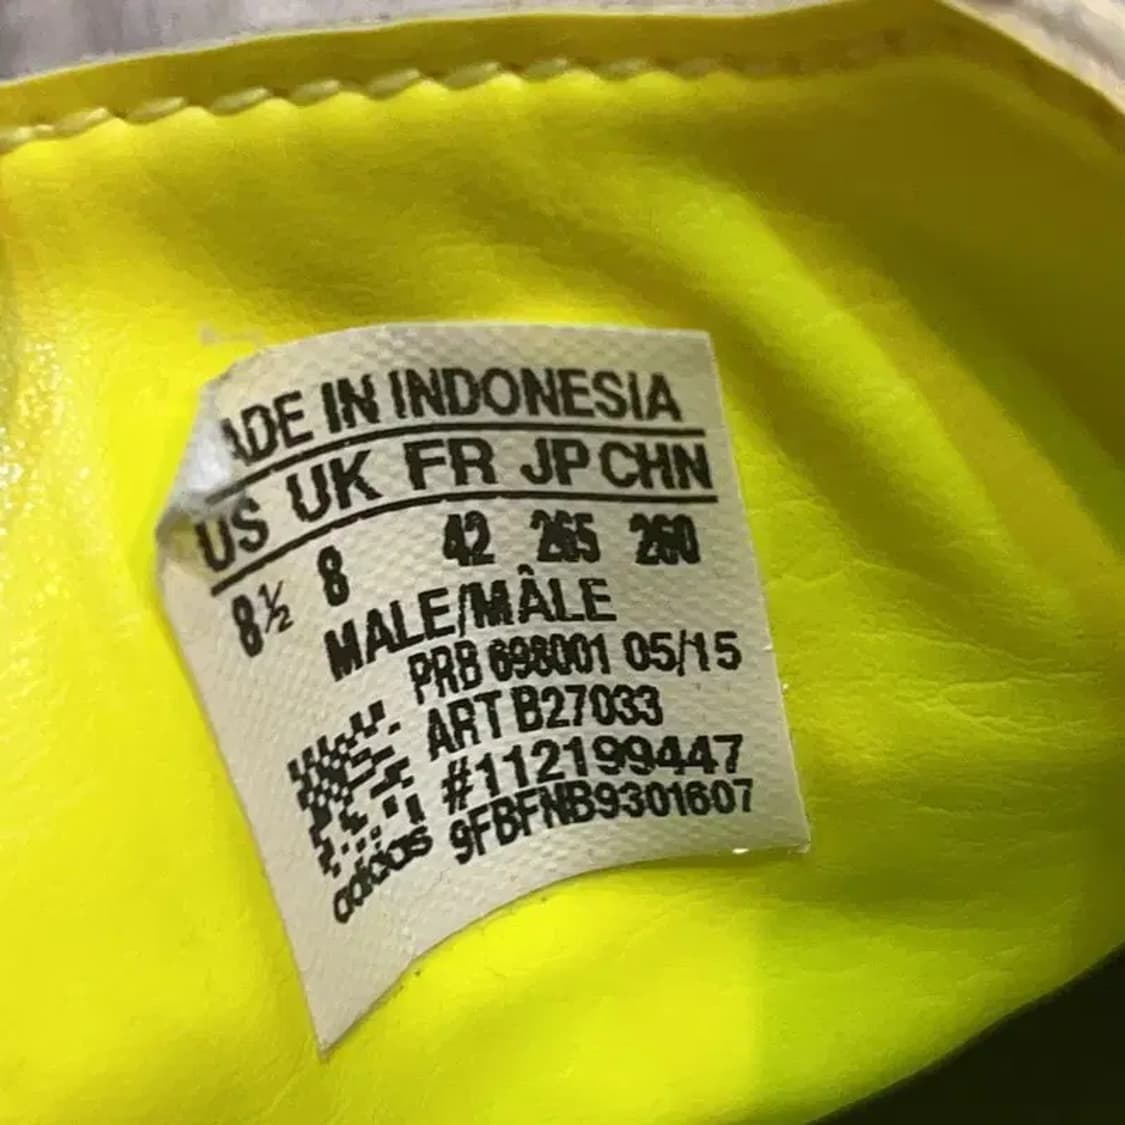 ADE IN INDONESIA
US UK FR JP CHN
8½ 8 42 265 260
MALE/MÂLE
PRB 698001 05/15
ART B27033
#112199447
adidas 9FBFNB9301607